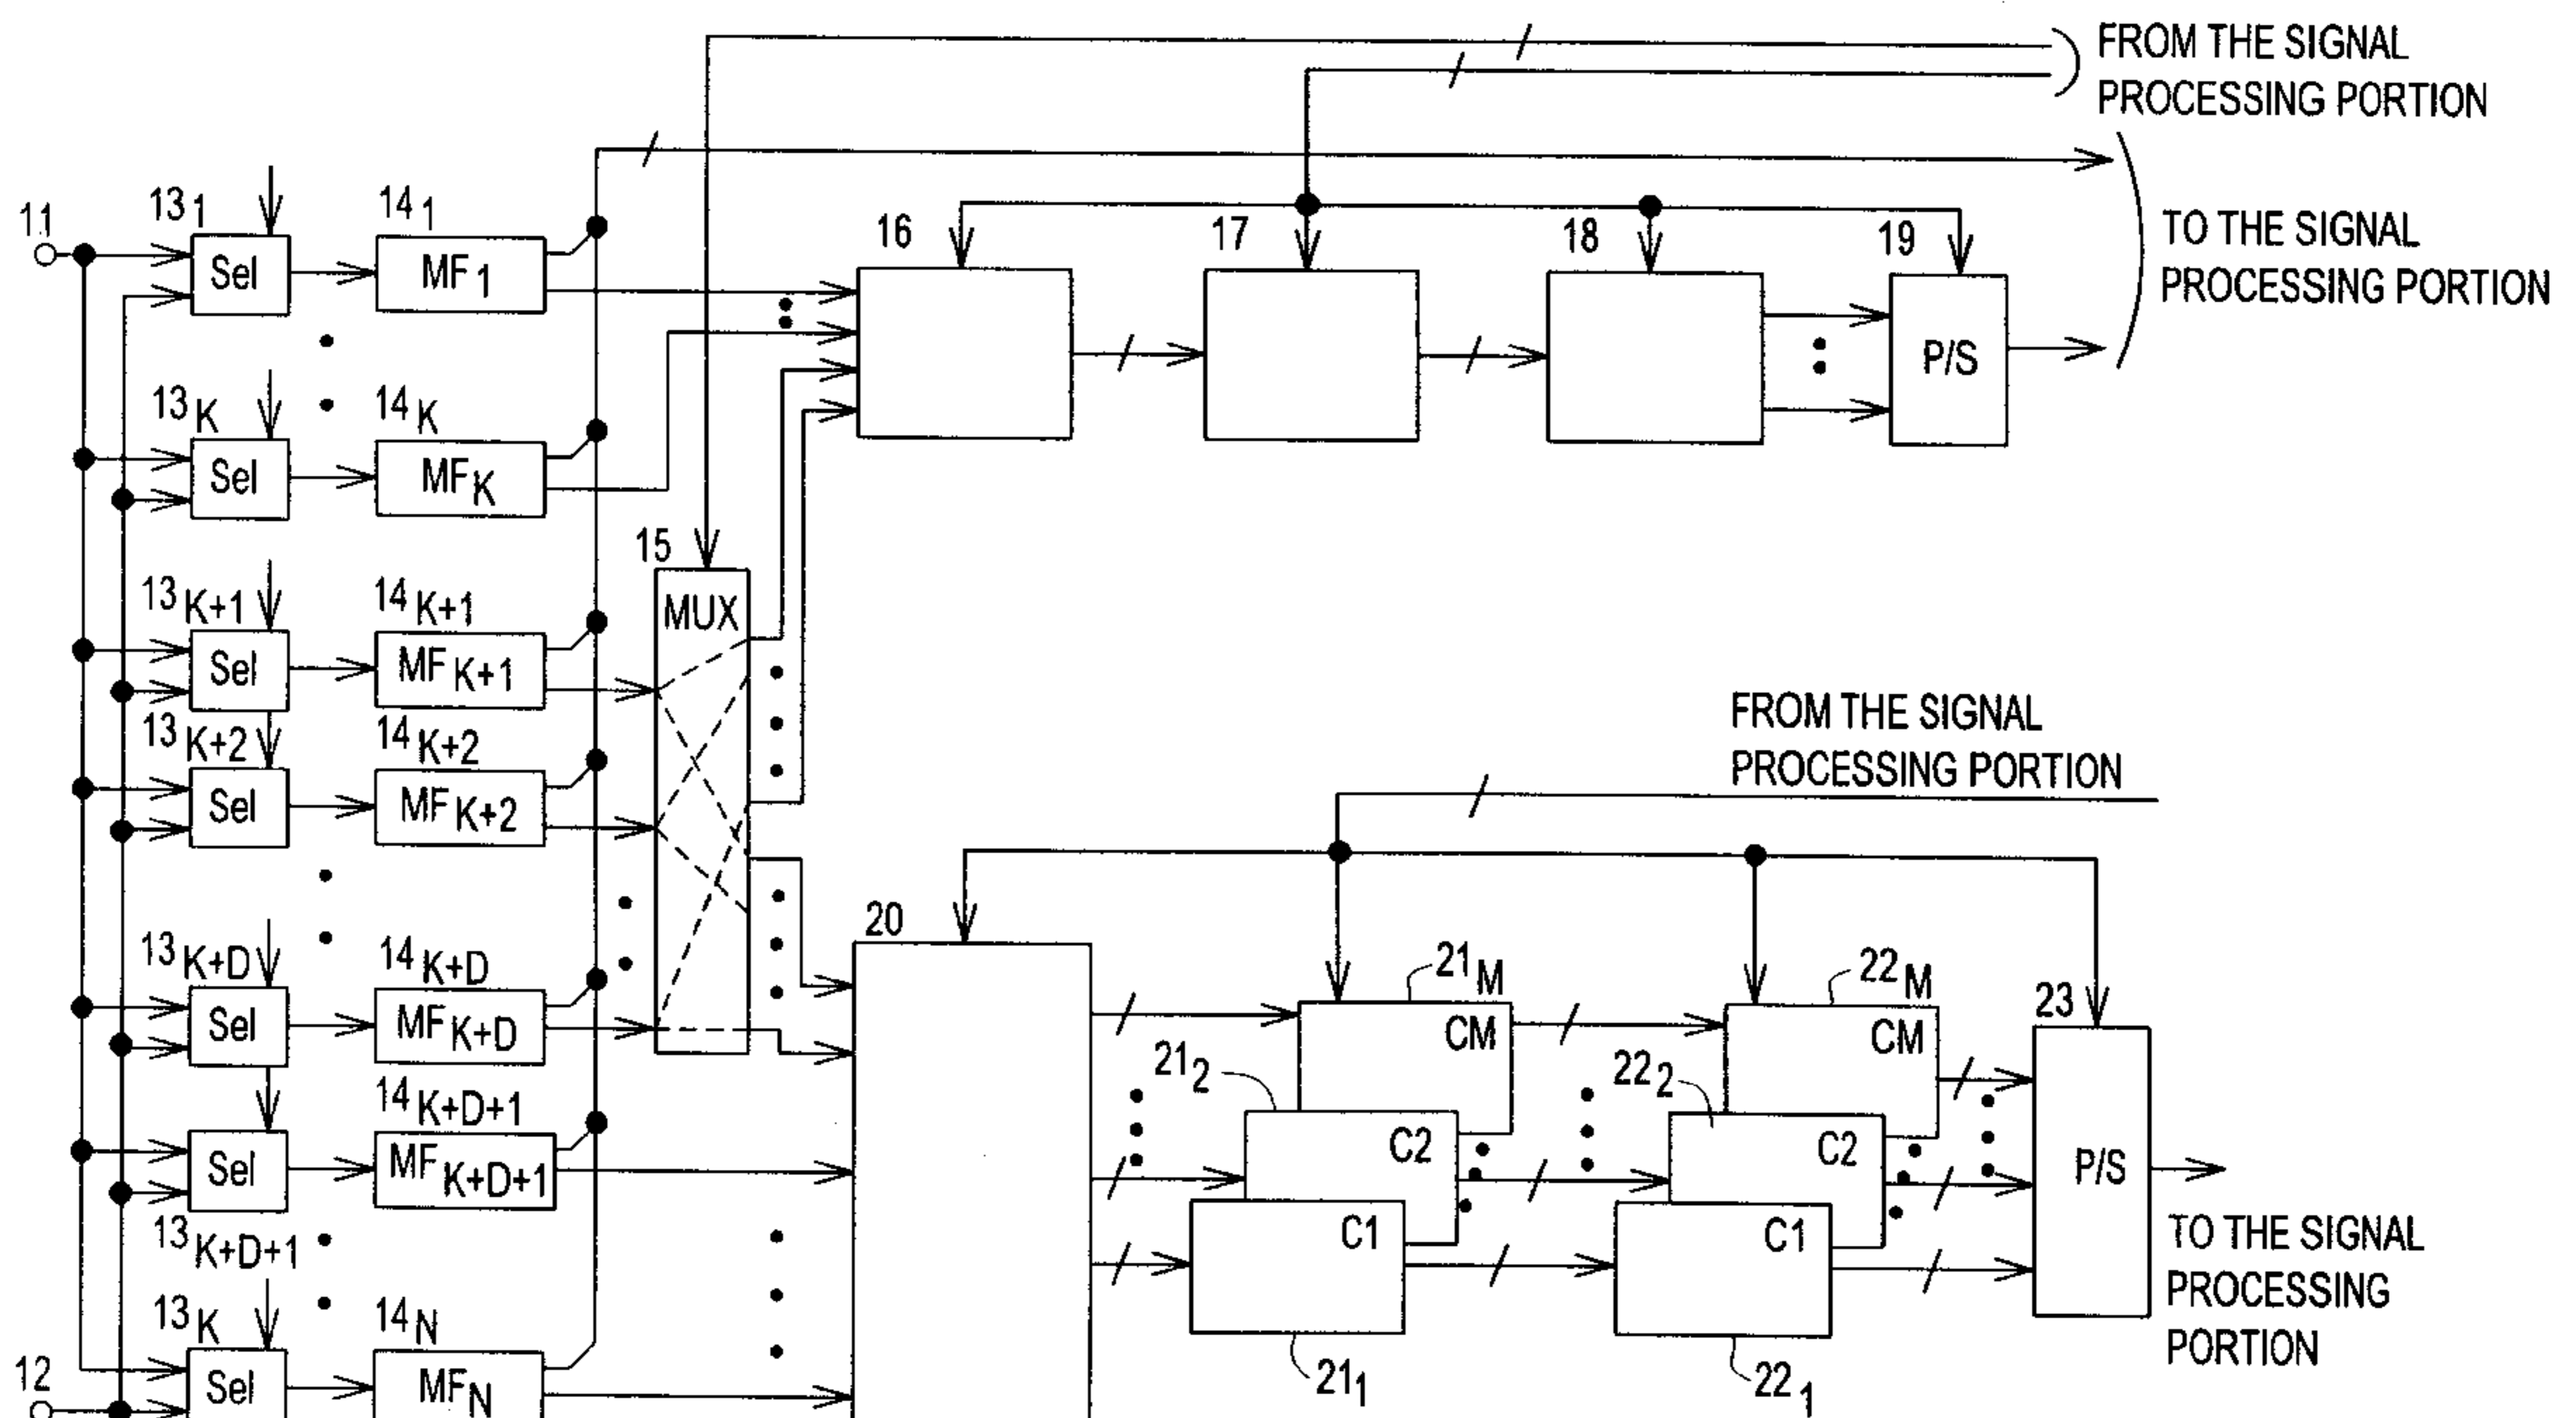 FROM THE SIGNAL
PROCESSING PORTION
TO THE SIGNAL
PROCESSING PORTION
11
13 1
Sel
14 1
MF 1
16
17
18
19
P/S
13 K
Sel
14 K
MF K
15
MUX
13 K+1
Sel
14 K+1
MF K+1
13 K+2
Sel
14 K+2
MF K+2
FROM THE SIGNAL
PROCESSING PORTION
13 K+D
Sel
14 K+D
MF K+D
20
21 M
CM
22 M
CM
23
P/S
21 2
C2
22 2
C2
14 K+D+1
Sel
MF K+D+1
13 K+D+1
C1
C1
21 1
22 1
TO THE SIGNAL
PROCESSING
PORTION
13 K
Sel
14 N
MF N
12